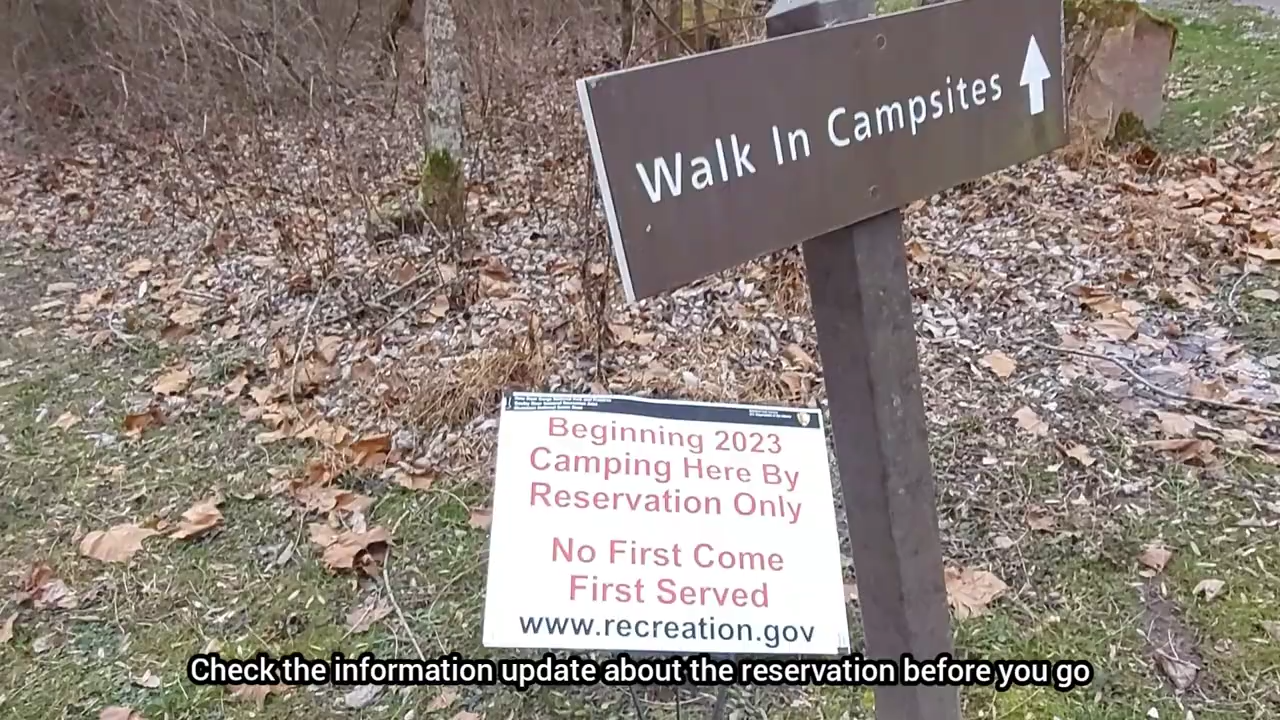 Walk In Campsites
Beginning 2023
Camping Here By
Reservation Only
No First Come
First Served
www.recreation.gov
Check the information update about the reservation before you go